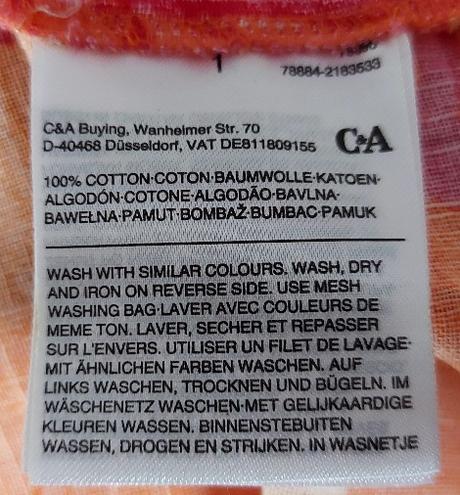 1
78884-2183533
C&A Buying, Wanheimer Str. 70
D-40468 Düsseldorf, VAT DE811809155
C&A
100% COTTON·COTON·BAUMWOLLE·KATOEN·
ALGODÓN·COTONE·ALGODÃO·BAVLNA·
BAWEŁNA·PAMUT·BOMBAŽ·BUMBAC·PAMUK
WASH WITH SIMILAR COLOURS. WASH, DRY
AND IRON ON REVERSE SIDE. USE MESH
WASHING BAG·LAVER AVEC COULEURS DE
MEME TON. LAVER, SECHER ET REPASSER
SUR L'ENVERS. UTILISER UN FILET DE LAVAGE·
MIT ÄHNLICHEN FARBEN WASCHEN. AUF
LINKS WASCHEN, TROCKNEN UND BÜGELN. IM
WÄSCHENETZ WASCHEN·MET GELIJKAARDIGE
KLEUREN WASSEN. BINNENSTEBUITEN
WASSEN, DROGEN EN STRIJKEN. IN WASNETJE